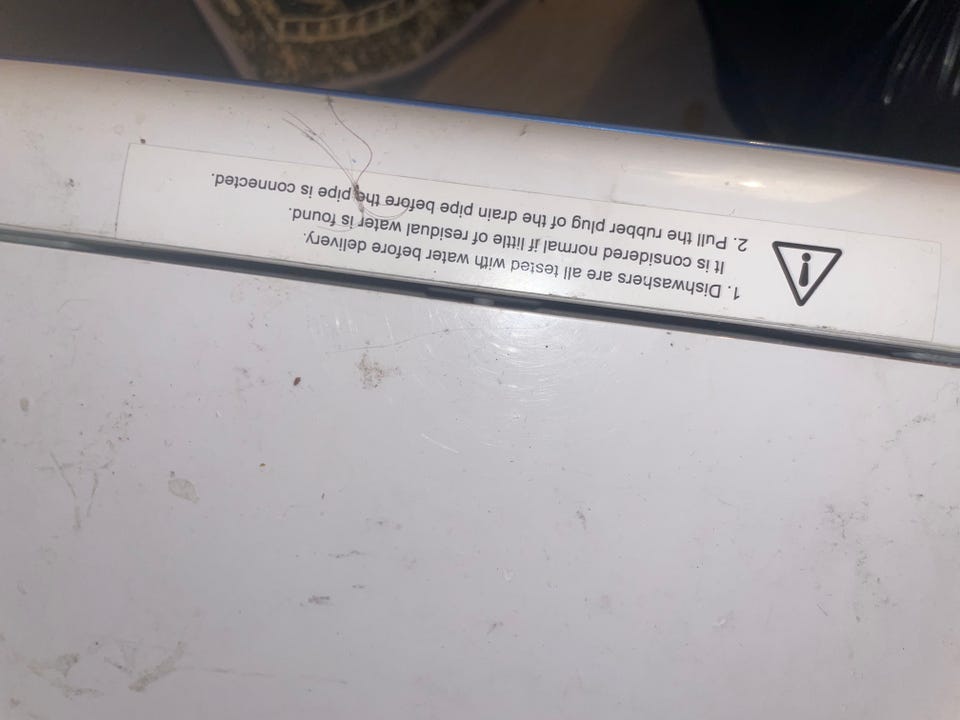 1. Dishwashers are all tested with water before delivery.
It is considered normal if little of residual water is found.
2. Pull the rubber plug of the drain pipe before the pipe is connected.